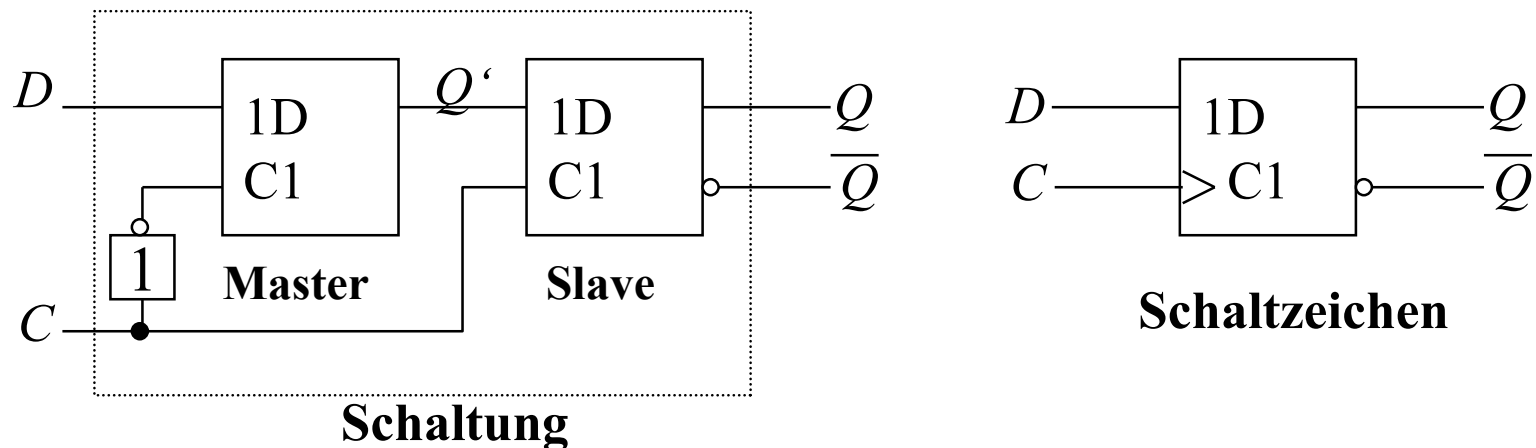 D
1D
C1
Q‘
1D
C1
Q
Q̅
1
Master
Slave
C
Schaltung
D
C
1D
C1
Q
Q̅
Schaltzeichen